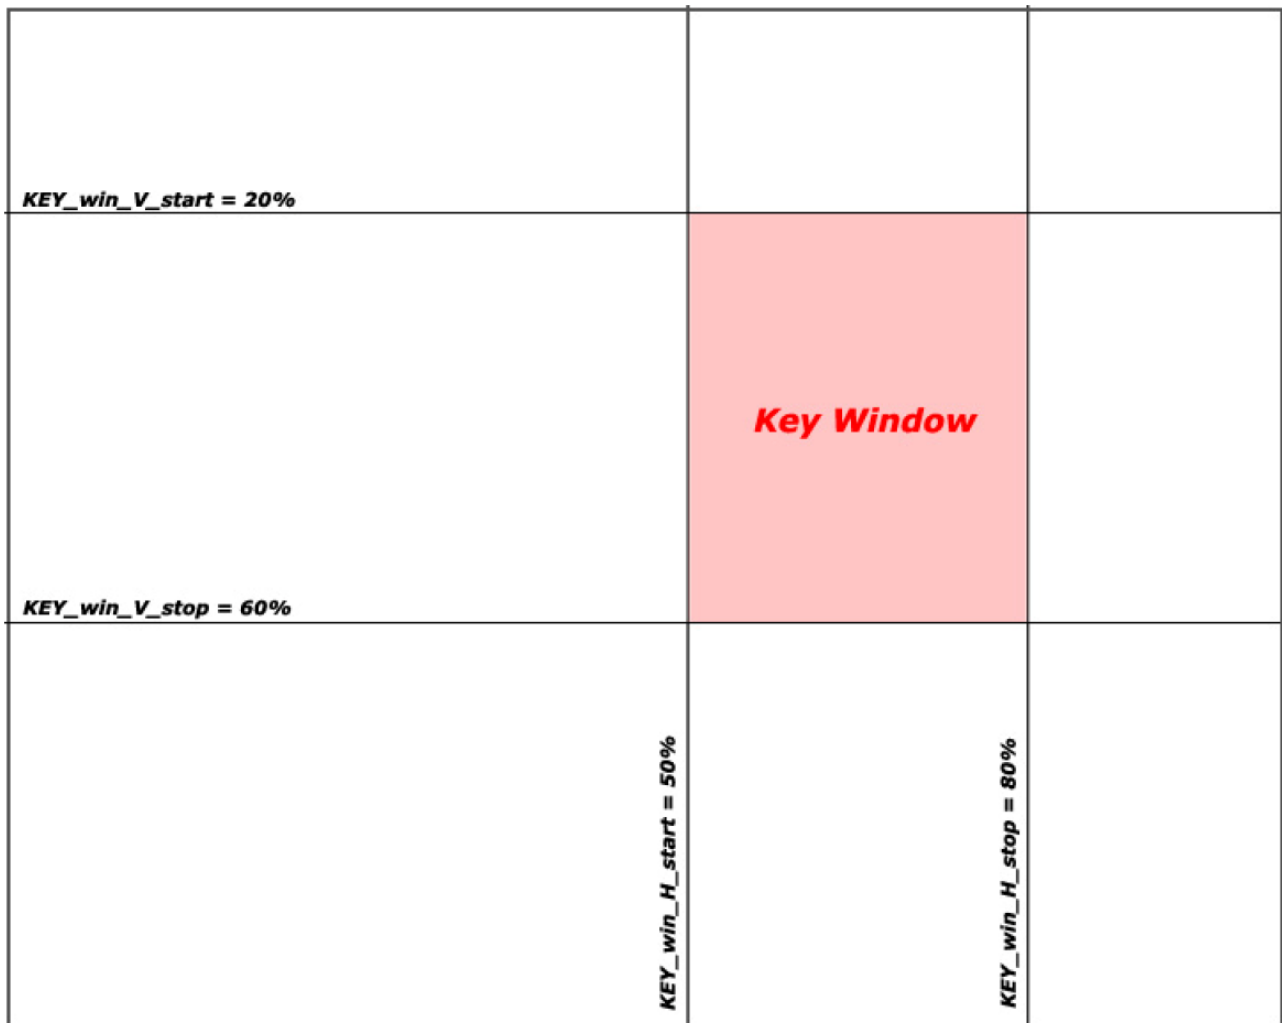 KEY_win_V_start = 20%
Key Window
KEY_win_V_stop = 60%
KEY_win_H_start = 50%
KEY_win_H_stop = 80%